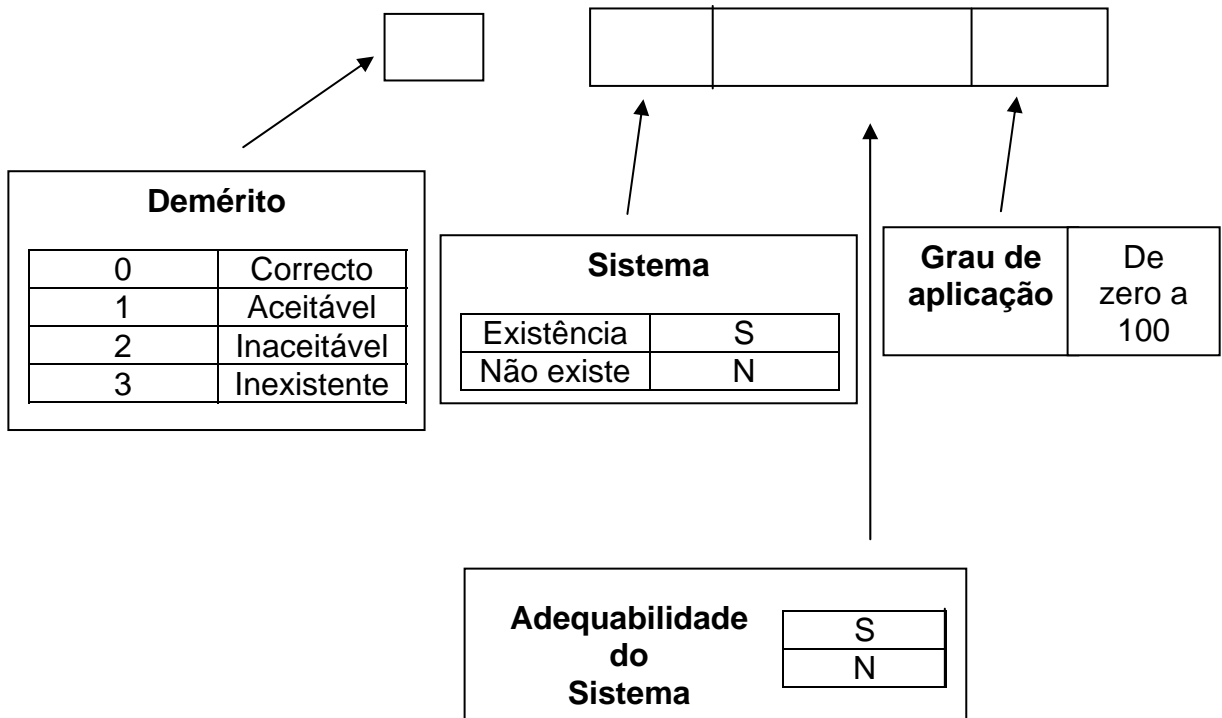 Demérito
0 Correcto
1 Aceitável
2 Inaceitável
3 Inexistente
Sistema
Existência S
Não existe N
Grau de
aplicação
De
zero a
100
Adequabilidade
do
Sistema
S
N